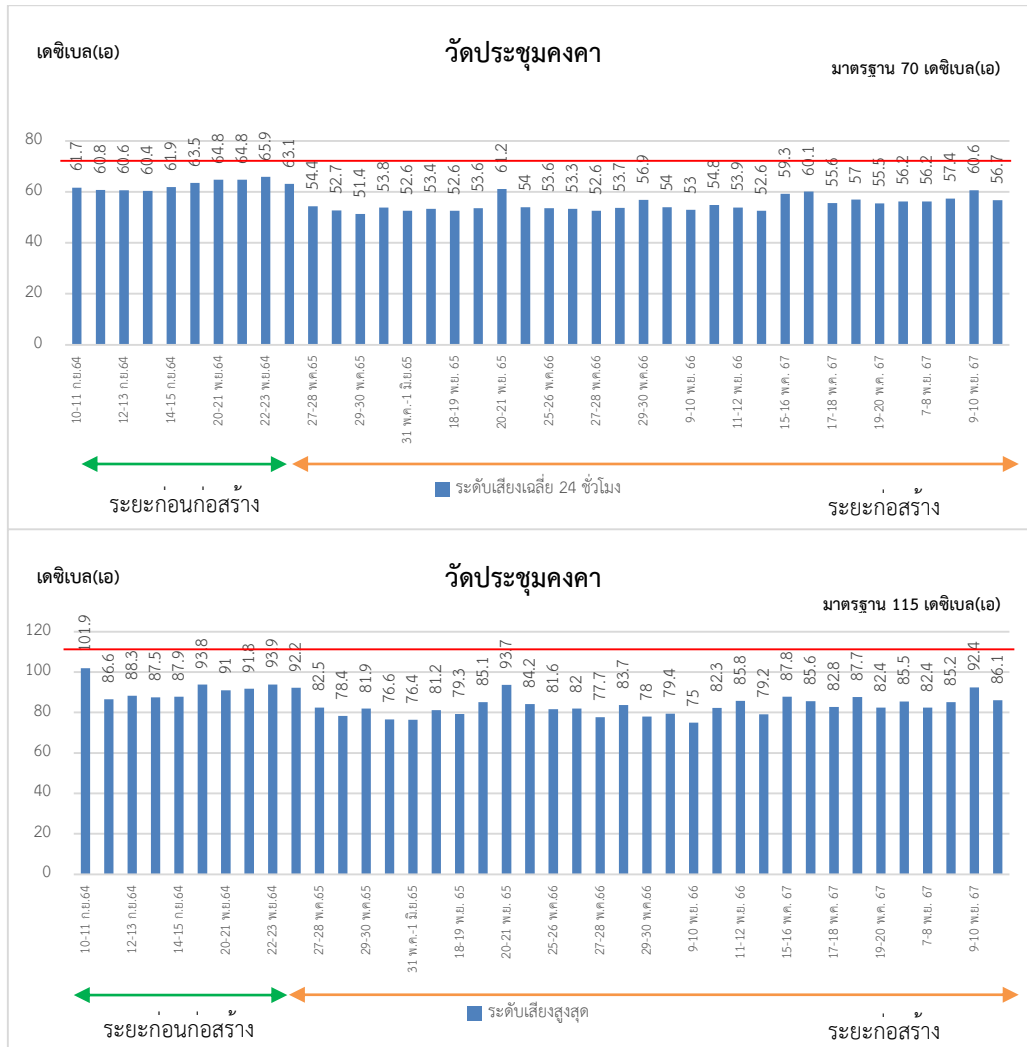 เดซิเบล(เอ)
วัดประชุมคงคา
มาตรฐาน 70 เดซิเบล(เอ)
80
60
40
20
0
61.7
60.8
60.6
60.4
61.9
63.5
64.8
64.8
65.9
63.1
54.4
52.7
51.4
53.8
52.6
53.4
52.6
53.6
61.2
54
53.6
53.3
52.6
53.7
56.9
54
53
54.8
53.9
52.6
59.3
60.1
55.6
57
55.5
56.2
56.2
57.4
60.6
56.7
10-11 ก.ย.64
12-13 ก.ย.64
14-15 ก.ย.64
20-21 พ.ย.64
22-23 พ.ย.64
27-28 พ.ค.65
29-30 พ.ค.65
31 พ.ค.-1 มิ.ย.65
18-19 พ.ย. 65
20-21 พ.ย. 65
25-26 พ.ค.66
27-28 พ.ค.66
29-30 พ.ค.66
9-10 พ.ย. 66
11-12 พ.ย. 66
15-16 พ.ค. 67
17-18 พ.ค. 67
19-20 พ.ค. 67
7-8 พ.ย. 67
9-10 พ.ย. 67
ระยะก่อนก่อสร้าง
ระดับเสียงเฉลี่ย 24 ชั่วโมง
ระยะก่อสร้าง
เดซิเบล(เอ)
วัดประชุมคงคา
มาตรฐาน 115 เดซิเบล(เอ)
120
100
80
60
40
20
0
101.9
86.6
88.3
87.5
87.9
93.8
91
91.8
93.9
92.2
82.5
78.4
81.9
76.6
76.4
81.2
79.3
85.1
93.7
84.2
81.6
82
77.7
83.7
78
79.4
75
82.3
85.8
79.2
87.8
85.6
82.8
87.7
82.4
85.5
82.4
85.2
92.4
86.1
10-11 ก.ย.64
12-13 ก.ย.64
14-15 ก.ย.64
20-21 พ.ย.64
22-23 พ.ย.64
27-28 พ.ค.65
29-30 พ.ค.65
31 พ.ค.-1 มิ.ย.65
18-19 พ.ย. 65
20-21 พ.ย. 65
25-26 พ.ค.66
27-28 พ.ค.66
29-30 พ.ค.66
9-10 พ.ย. 66
11-12 พ.ย. 66
15-16 พ.ค. 67
17-18 พ.ค. 67
19-20 พ.ค. 67
7-8 พ.ย. 67
9-10 พ.ย. 67
ระยะก่อนก่อสร้าง
ระดับเสียงสูงสุด
ระยะก่อสร้าง